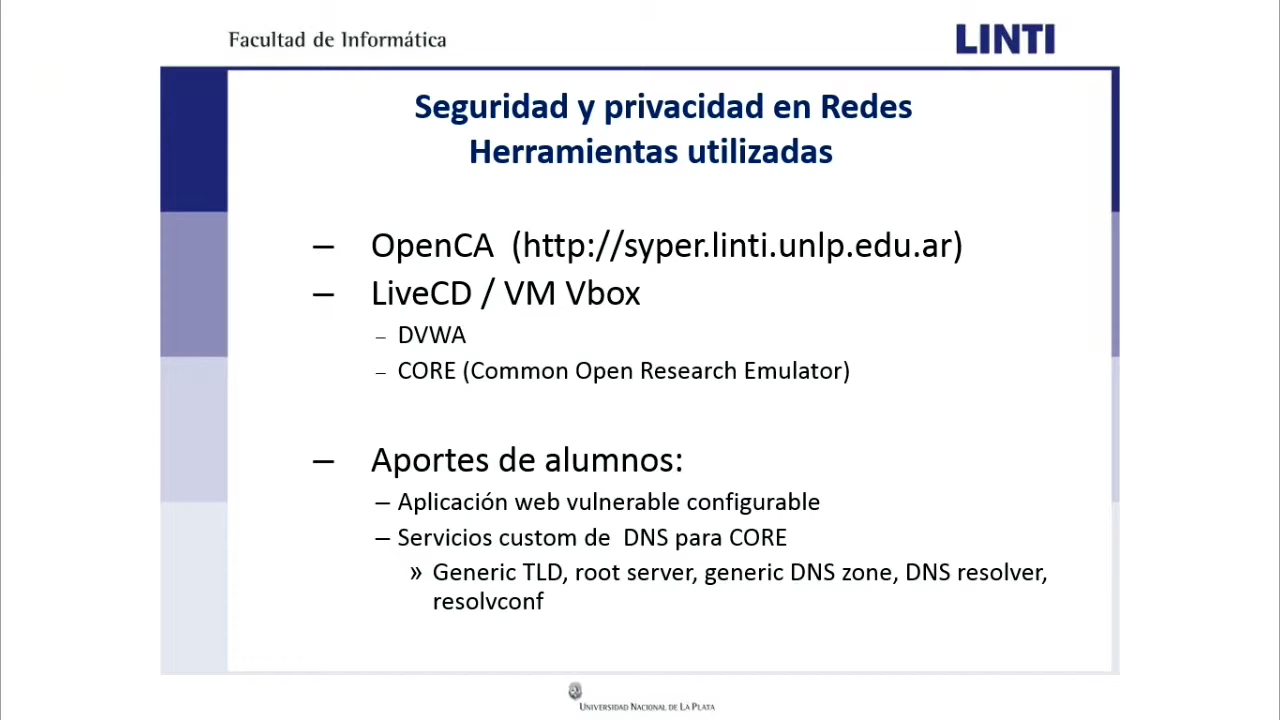 Facultad de Informática
LINTI
Seguridad y privacidad en Redes
Herramientas utilizadas
– OpenCA (http://syper.linti.unlp.edu.ar)
– LiveCD / VM Vbox
– DVWA
– CORE (Common Open Research Emulator)
– Aportes de alumnos:
– Aplicación web vulnerable configurable
– Servicios custom de DNS para CORE
» Generic TLD, root server, generic DNS zone, DNS resolver,
resolvconf
UNIVERSIDAD NACIONAL DE LA PLATA